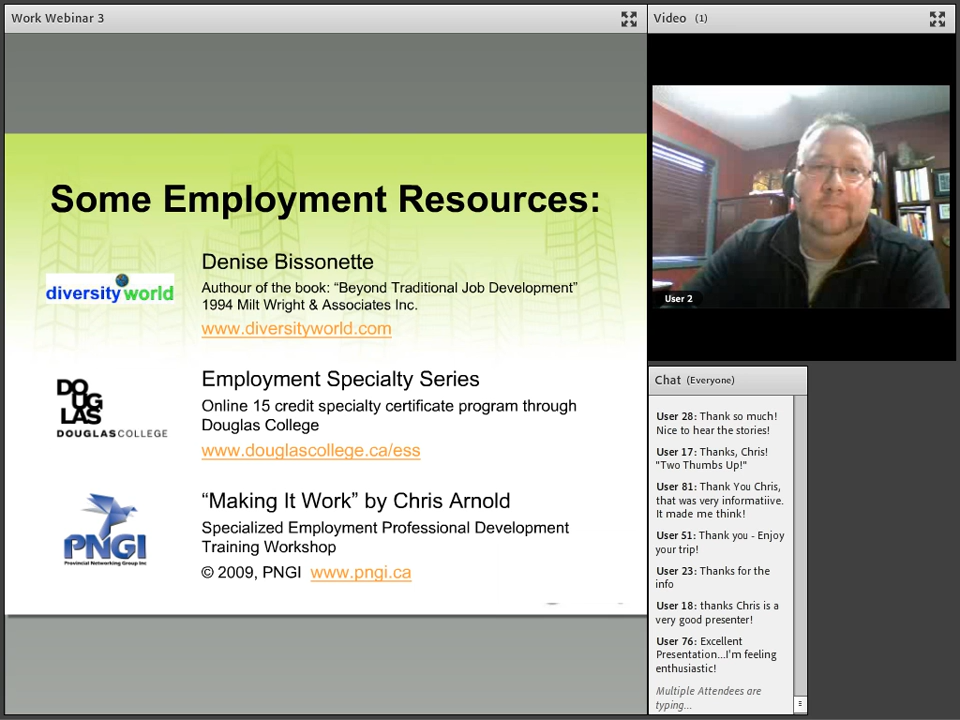 Work Webinar 3
Some Employment Resources:
diversityworld
Denise Bissonette
Authour of the book: “Beyond Traditional Job Development”
1994 Milt Wright & Associates Inc.
www.diversityworld.com
DO
UG
LAS
DOUGLASCOLLEGE
Employment Specialty Series
Online 15 credit specialty certificate program through
Douglas College
www.douglascollege.ca/ess
PNGI
Provincial Networking Group Inc
“Making It Work” by Chris Arnold
Specialized Employment Professional Development
Training Workshop
© 2009, PNGI www.pngi.ca
Video (1)
User 2
Chat (Everyone)
User 28: Thank so much!
Nice to hear the stories!
User 17: Thanks, Chris!
"Two Thumbs Up!"
User 81: Thank You Chris,
that was very informatiive.
It made me think!
User 51: Thank you - Enjoy
your trip!
User 23: Thanks for the
info
User 18: thanks Chris is a
very good presenter!
User 76: Excellent
Presentation...I'm feeling
enthusiastic!
Multiple Attendees are
typing...